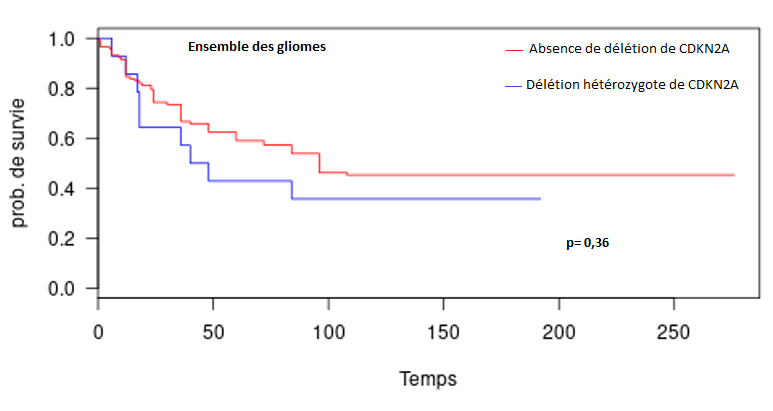 Ensemble des gliomes
Absence de délétion de CDKN2A
Délétion hétérozygote de CDKN2A
prob. de survie
1.0
0.8
0.6
0.4
0.2
0.0
p= 0,36
0 50 100 150 200 250
Temps